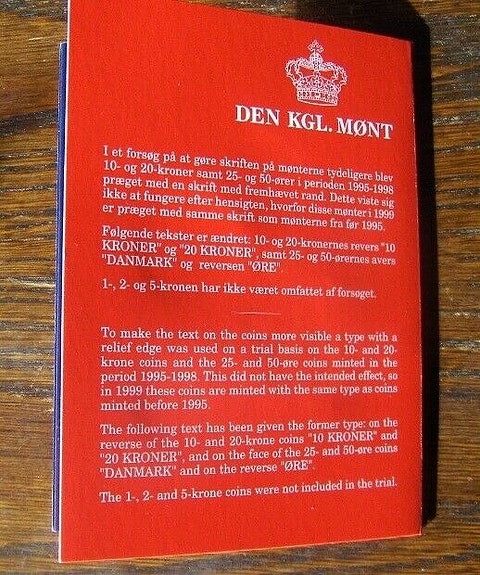 DEN KGL. MØNT
I et forsøg på at gøre skriften på mønterne tydeligere blev
10- og 20-kroner samt 25- og 50-ører i perioden 1995-1998
præget med en skrift med fremhævet rand. Dette viste sig
ikke at fungere efter hensigten, hvorfor disse mønter i 1999
er præget med samme skrift som mønterne fra før 1995.
Følgende tekster er ændret: 10- og 20-kronernes revers "10
KRONER" og "20 KRONER", samt 25- og 50-ørernes avers
"DANMARK" og reversen "ØRE".
1-, 2- og 5-kronen har ikke været omfattet af forsøget.
To make the text on the coins more visible a type with a
relief edge was used on a trial basis on the 10- and 20-
krone coins and the 25- and 50-øre coins minted in the
period 1995-1998. This did not have the intended effect, so
in 1999 these coins are minted with the same type as coins
minted before 1995.
The following text has been given the former type: on the
reverse of the 10- and 20-krone coins "10 KRONER" and
"20 KRONER", and on the face of the 25- and 50-øre coins
"DANMARK" and on the reverse "ØRE".
The 1-, 2- and 5-krone coins were not included in the trial.